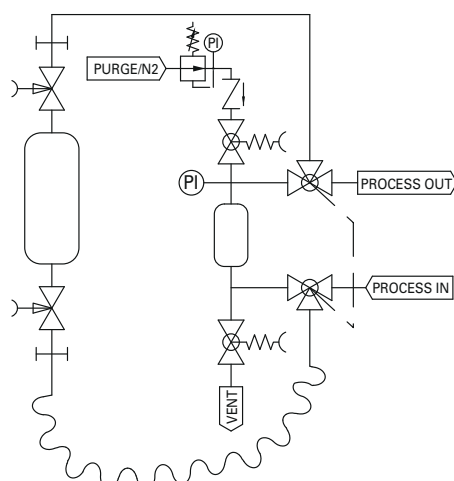 PI
PURGE/N2
PI
PROCESS OUT
PROCESS IN
VENT